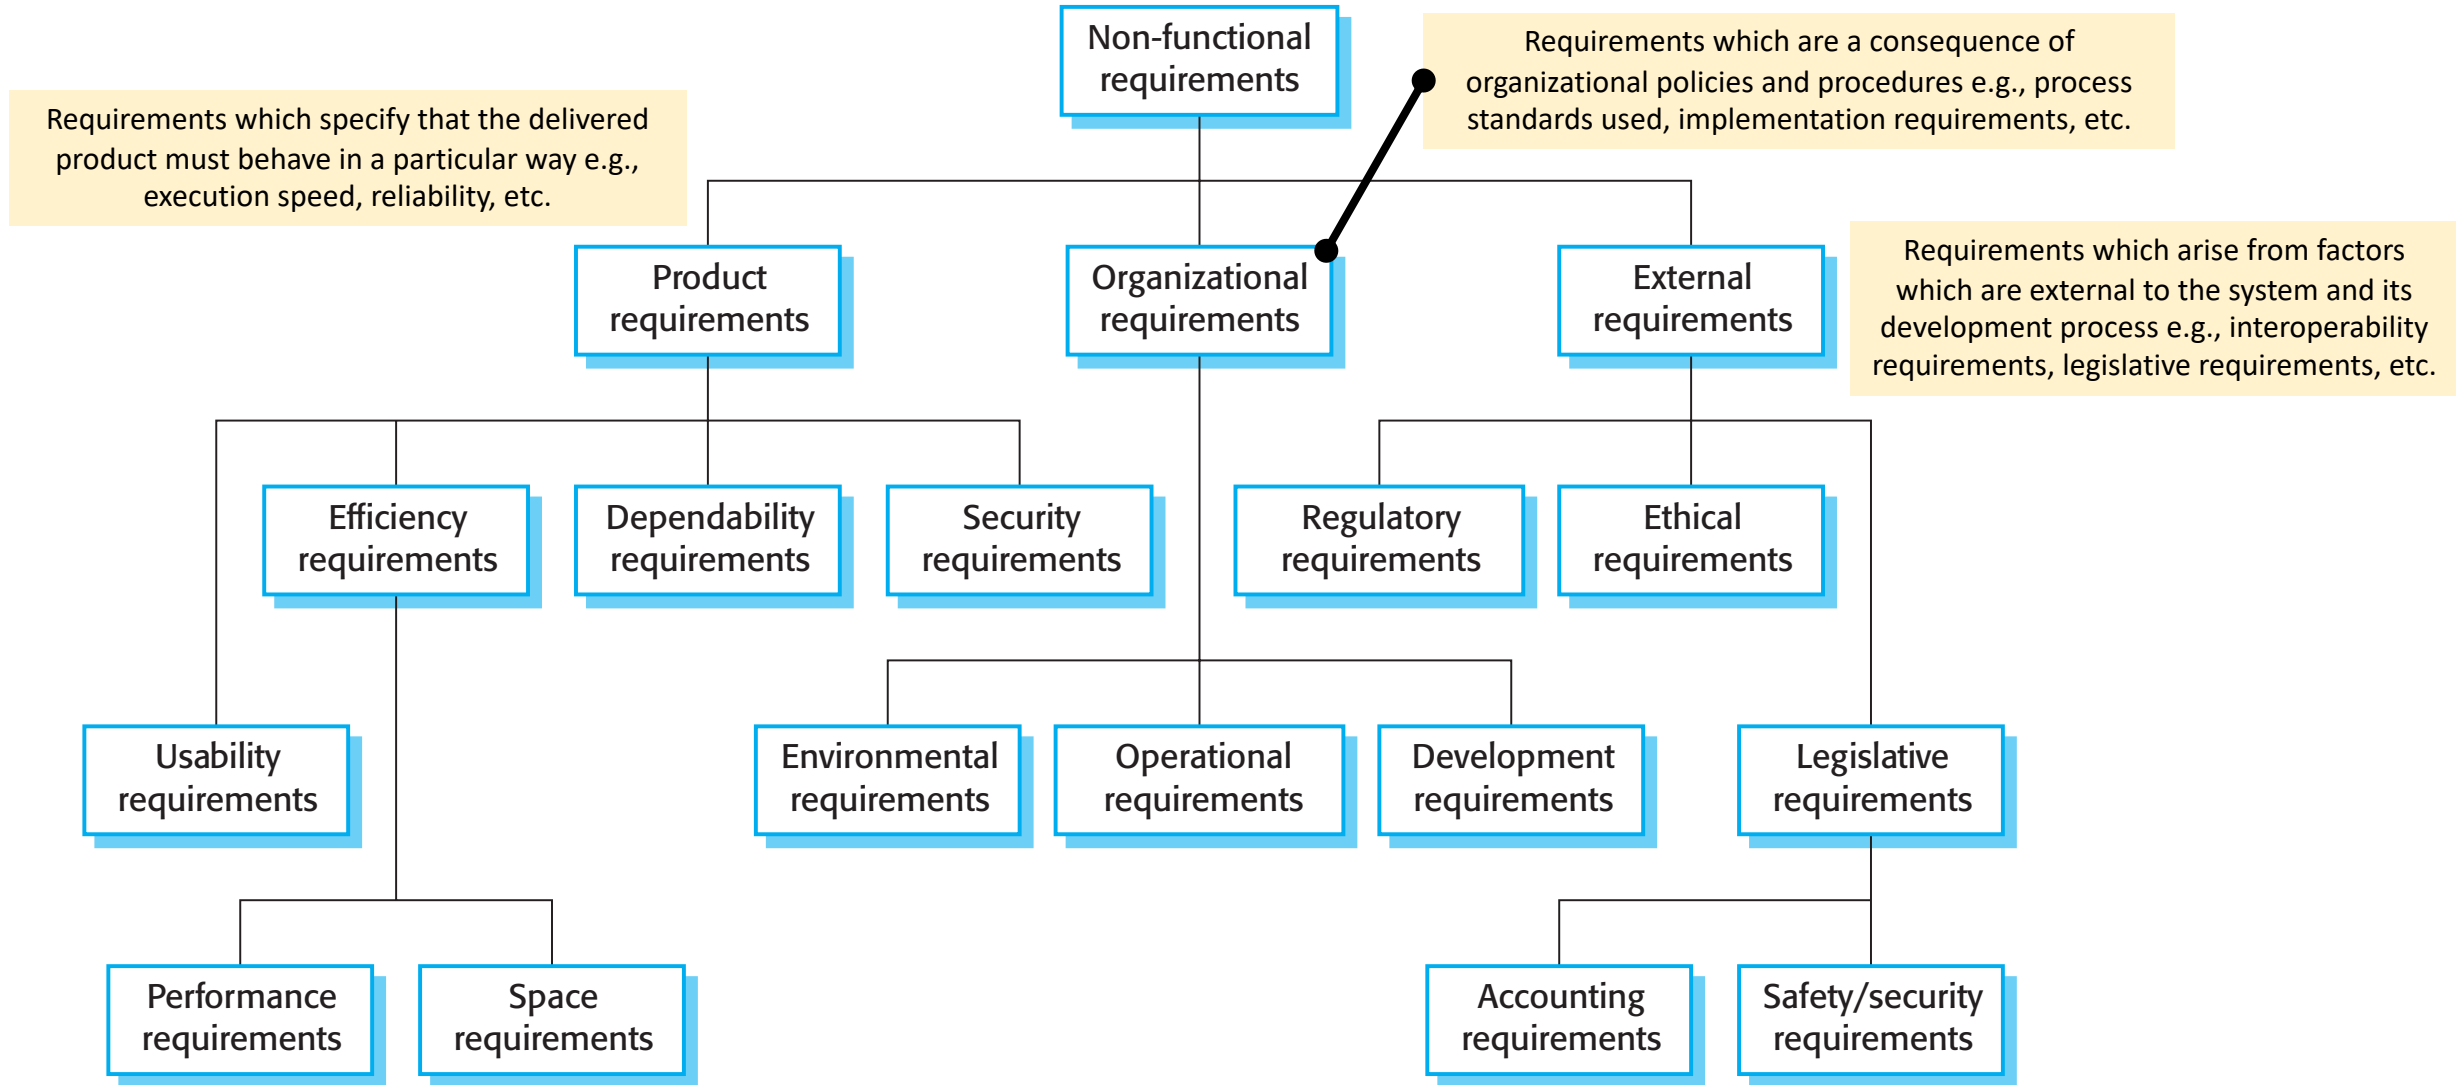 Non-functional
requirements
Requirements which are a consequence of
organizational policies and procedures e.g., process
standards used, implementation requirements, etc.
Requirements which specify that the delivered
product must behave in a particular way e.g.,
execution speed, reliability, etc.
Product
requirements
Organizational
requirements
External
requirements
Requirements which arise from factors
which are external to the system and its
development process e.g., interoperability
requirements, legislative requirements, etc.
Efficiency
requirements
Dependability
requirements
Security
requirements
Regulatory
requirements
Ethical
requirements
Usability
requirements
Environmental
requirements
Operational
requirements
Development
requirements
Legislative
requirements
Performance
requirements
Space
requirements
Accounting
requirements
Safety/security
requirements